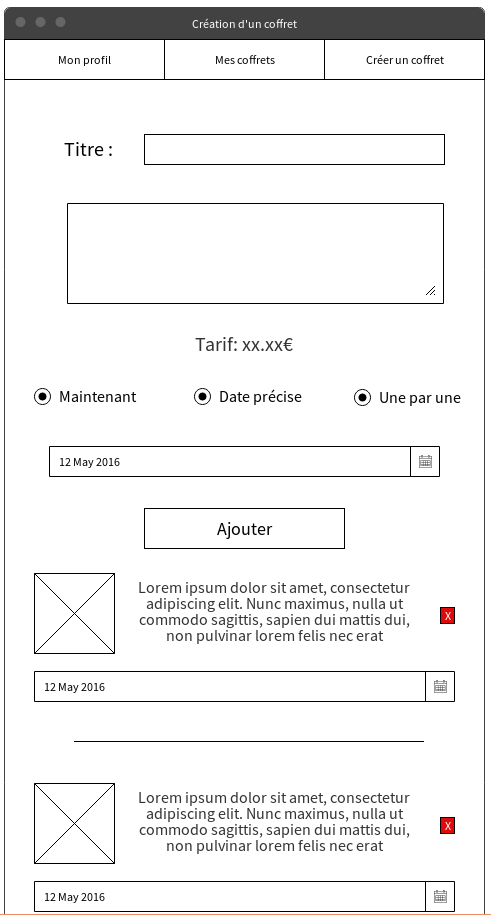 Création d'un coffret
Mon profil
Mes coffrets
Créer un coffret
Titre :
Tarif: xx.xx€
Maintenant
Date précise
Une par une
12 May 2016
Ajouter
Lorem ipsum dolor sit amet, consectetur
adipiscing elit. Nunc maximus, nulla ut
commodo sagittis, sapien dui mattis dui,
non pulvinar lorem felis nec erat
X
12 May 2016
Lorem ipsum dolor sit amet, consectetur
adipiscing elit. Nunc maximus, nulla ut
commodo sagittis, sapien dui mattis dui,
non pulvinar lorem felis nec erat
X
12 May 2016